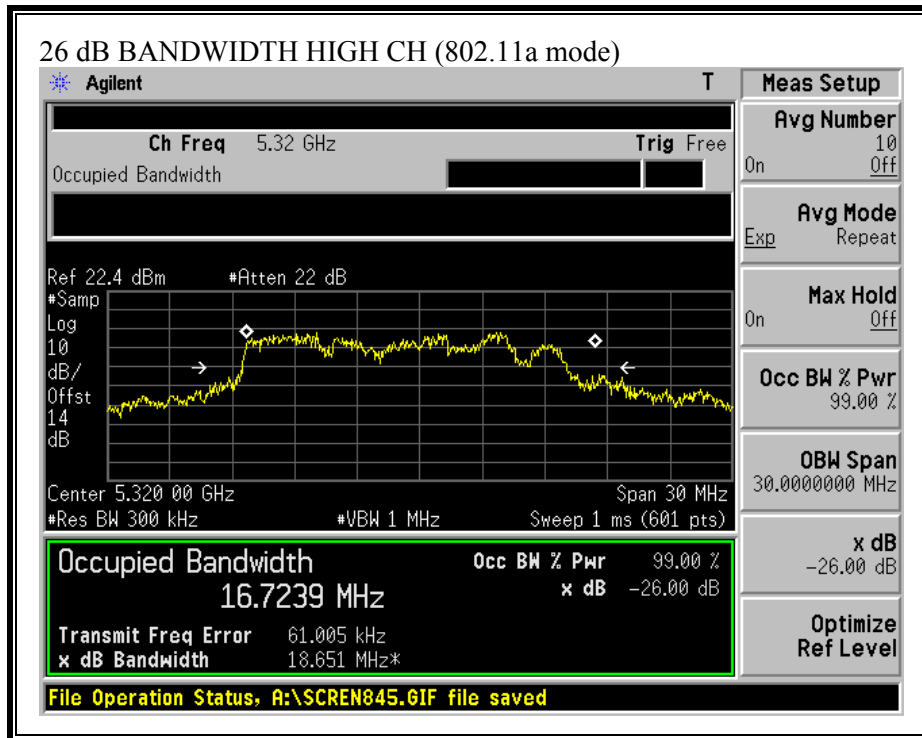 26 dB BANDWIDTH HIGH CH (802.11a mode)
Agilent T
Ch Freq 5.32 GHz Trig Free
Occupied Bandwidth
Ref 22.4 dBm #Atten 22 dB
#Samp
Log
10
dB/
Offst
14
dB
Center 5.320 00 GHz Span 30 MHz
#Res BW 300 kHz #VBW 1 MHz Sweep 1 ms (601 pts)
Occupied Bandwidth Occ BW % Pwr 99.00 %
16.7239 MHz x dB -26.00 dB
Transmit Freq Error 61.005 kHz
x dB Bandwidth 18.651 MHz*
File Operation Status, A:\SCREN845.GIF file saved
Meas Setup
Avg Number
10
On Off
Avg Mode
Exp Repeat
Max Hold
On Off
Occ BW % Pwr
99.00 %
OBW Span
30.0000000 MHz
x dB
-26.00 dB
Optimize
Ref Level